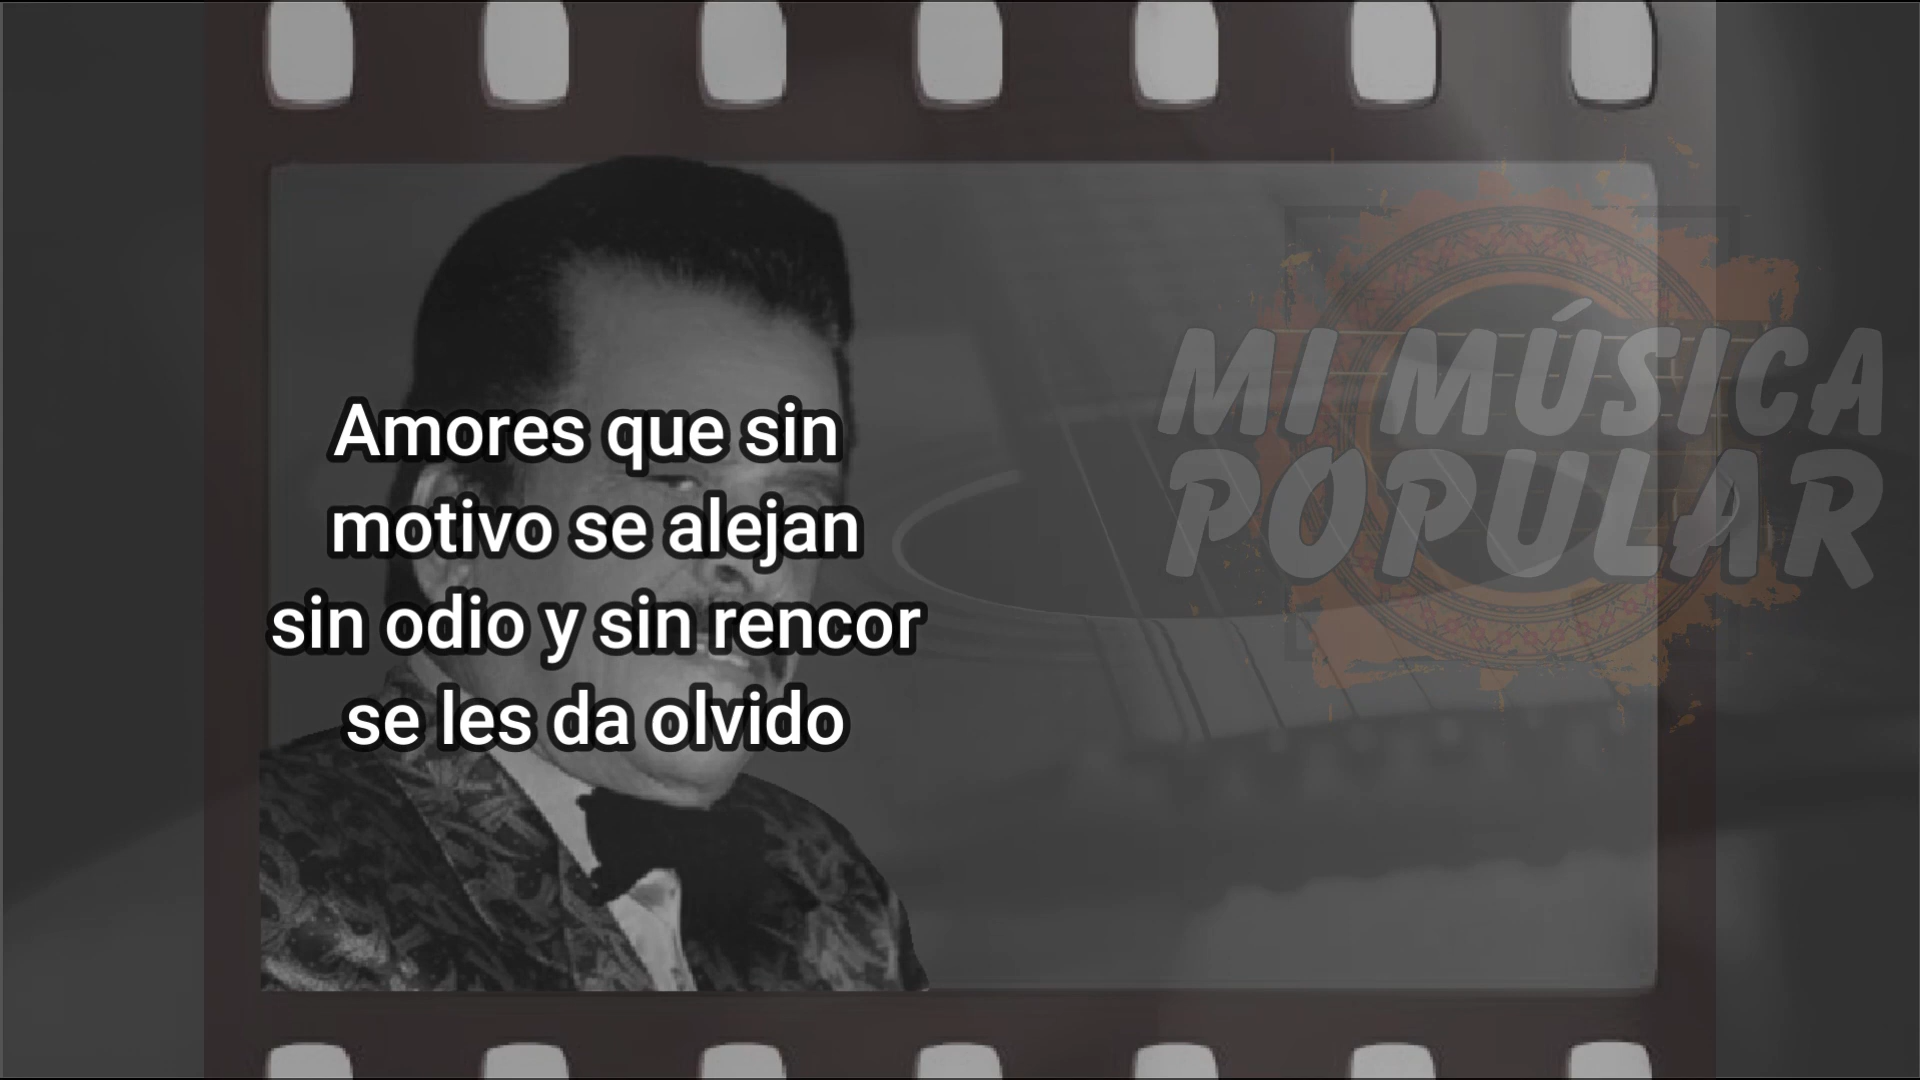 Amores que sin
motivo se alejan
sin odio y sin rencor
se les da olvido
MI MÚSICA
POPULAR